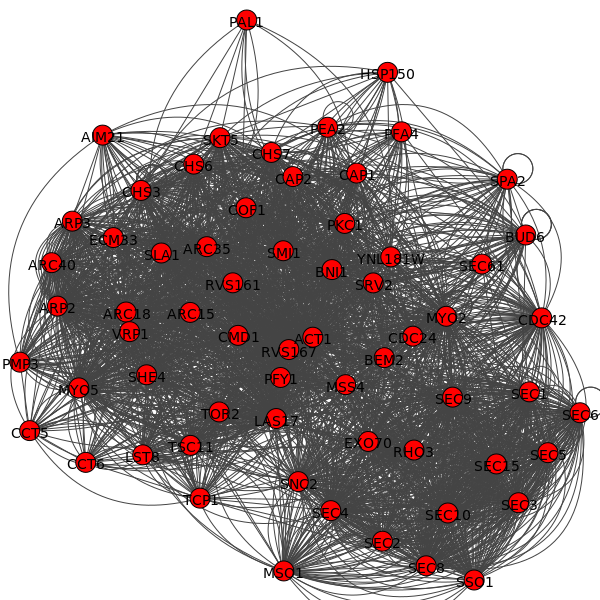 PAL1
HSP150
PEA2
PFA4
AIM21
SKT5
CHS7
CHS6
CAP2
CAP1
SPA2
CHS3
COF1
ARP3
PKC1
ECM33
BUD6
SLA1
ARC35
SMI1
YNL181W
ARC40
BNI1
SEC61
RVS161
SRV2
ARP2
ARC18
ARC15
MYO2
CDC42
VRP1
CMD1
ACT1
CDC24
RVS167
BEM2
PMP3
SHE4
PFY1
MSS4
MYO5
SEC9
SEC1
TOR2
LAS17
SEC6
CCT5
EXO70
RHO3
TSC11
LST8
SEC5
CCT6
SEC15
SNC2
TCP1
SEC3
SEC4
SEC10
SEC2
SEC8
MSO1
SSO1